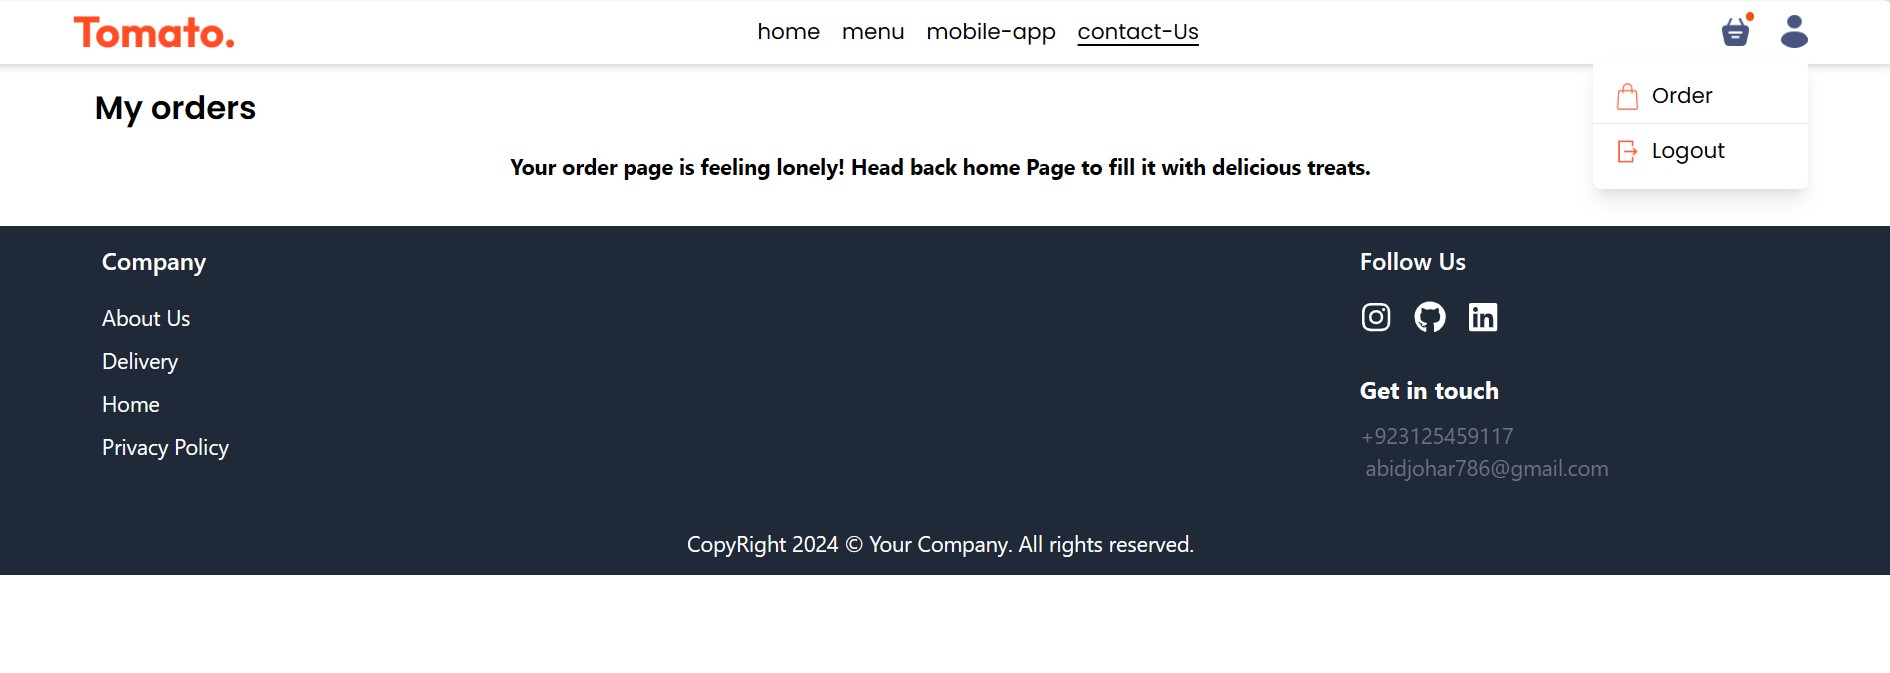 Tomato.
home menu mobile-app contact-Us
Order
Logout
My orders
Your order page is feeling lonely! Head back home Page to fill it with delicious treats.
Company
About Us
Delivery
Home
Privacy Policy
Follow Us
Get in touch
+923125459117
abidjohar786@gmail.com
CopyRight 2024 © Your Company. All rights reserved.